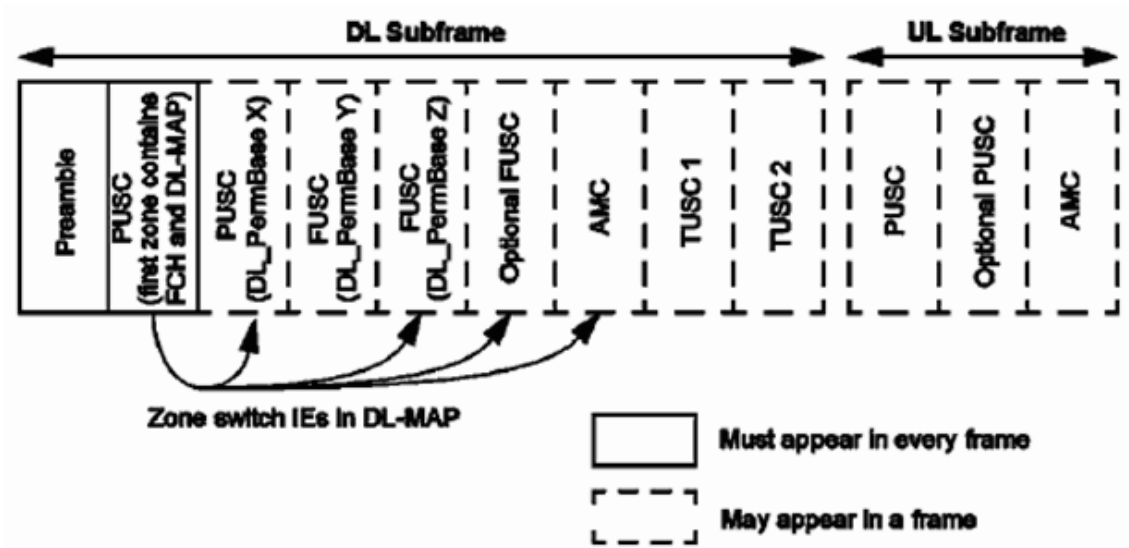 DL Subframe
UL Subframe
Preamble
PUSC
(first zone contains
FCH and DL-MAP)
PUSC
(DL_PermBase X)
FUSC
(DL_PermBase Y)
FUSC
(DL_PermBase Z)
Optional FUSC
AMC
TUSC 1
TUSC 2
PUSC
Optional PUSC
AMC
Zone switch IEs in DL-MAP
Must appear in every frame
May appear in a frame